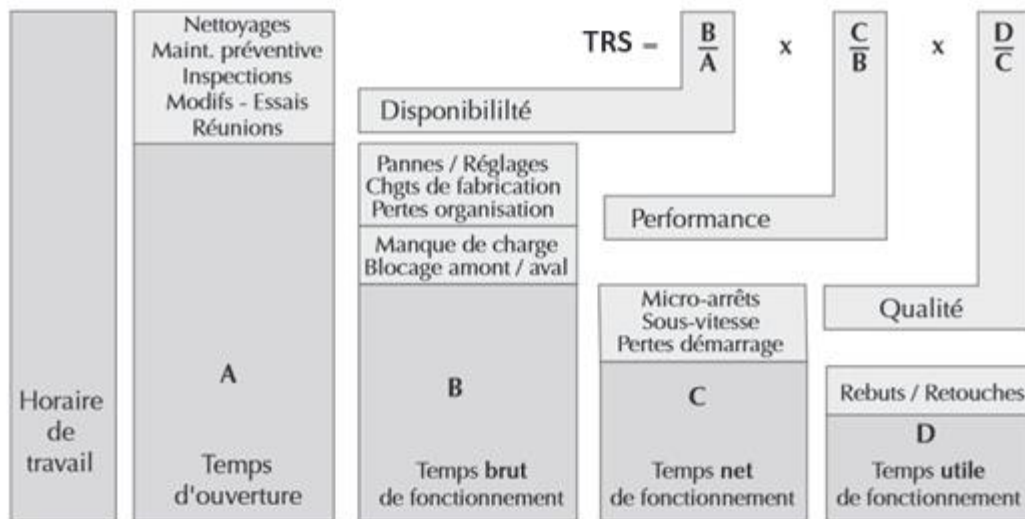 Nettoyages
Maint. préventive
Inspections
Modifs - Essais
Réunions
TRS = B/A x C/B x D/C
Disponibililté
Pannes / Réglages
Chgts de fabrication
Pertes organisation
Performance
Manque de charge
Blocage amont / aval
Micro-arrêts
Sous-vitesse
Pertes démarrage
Qualité
Rebuts / Retouches
Horaire
de
travail
A
Temps
d'ouverture
B
Temps brut
de fonctionnement
C
Temps net
de fonctionnement
D
Temps utile
de fonctionnement